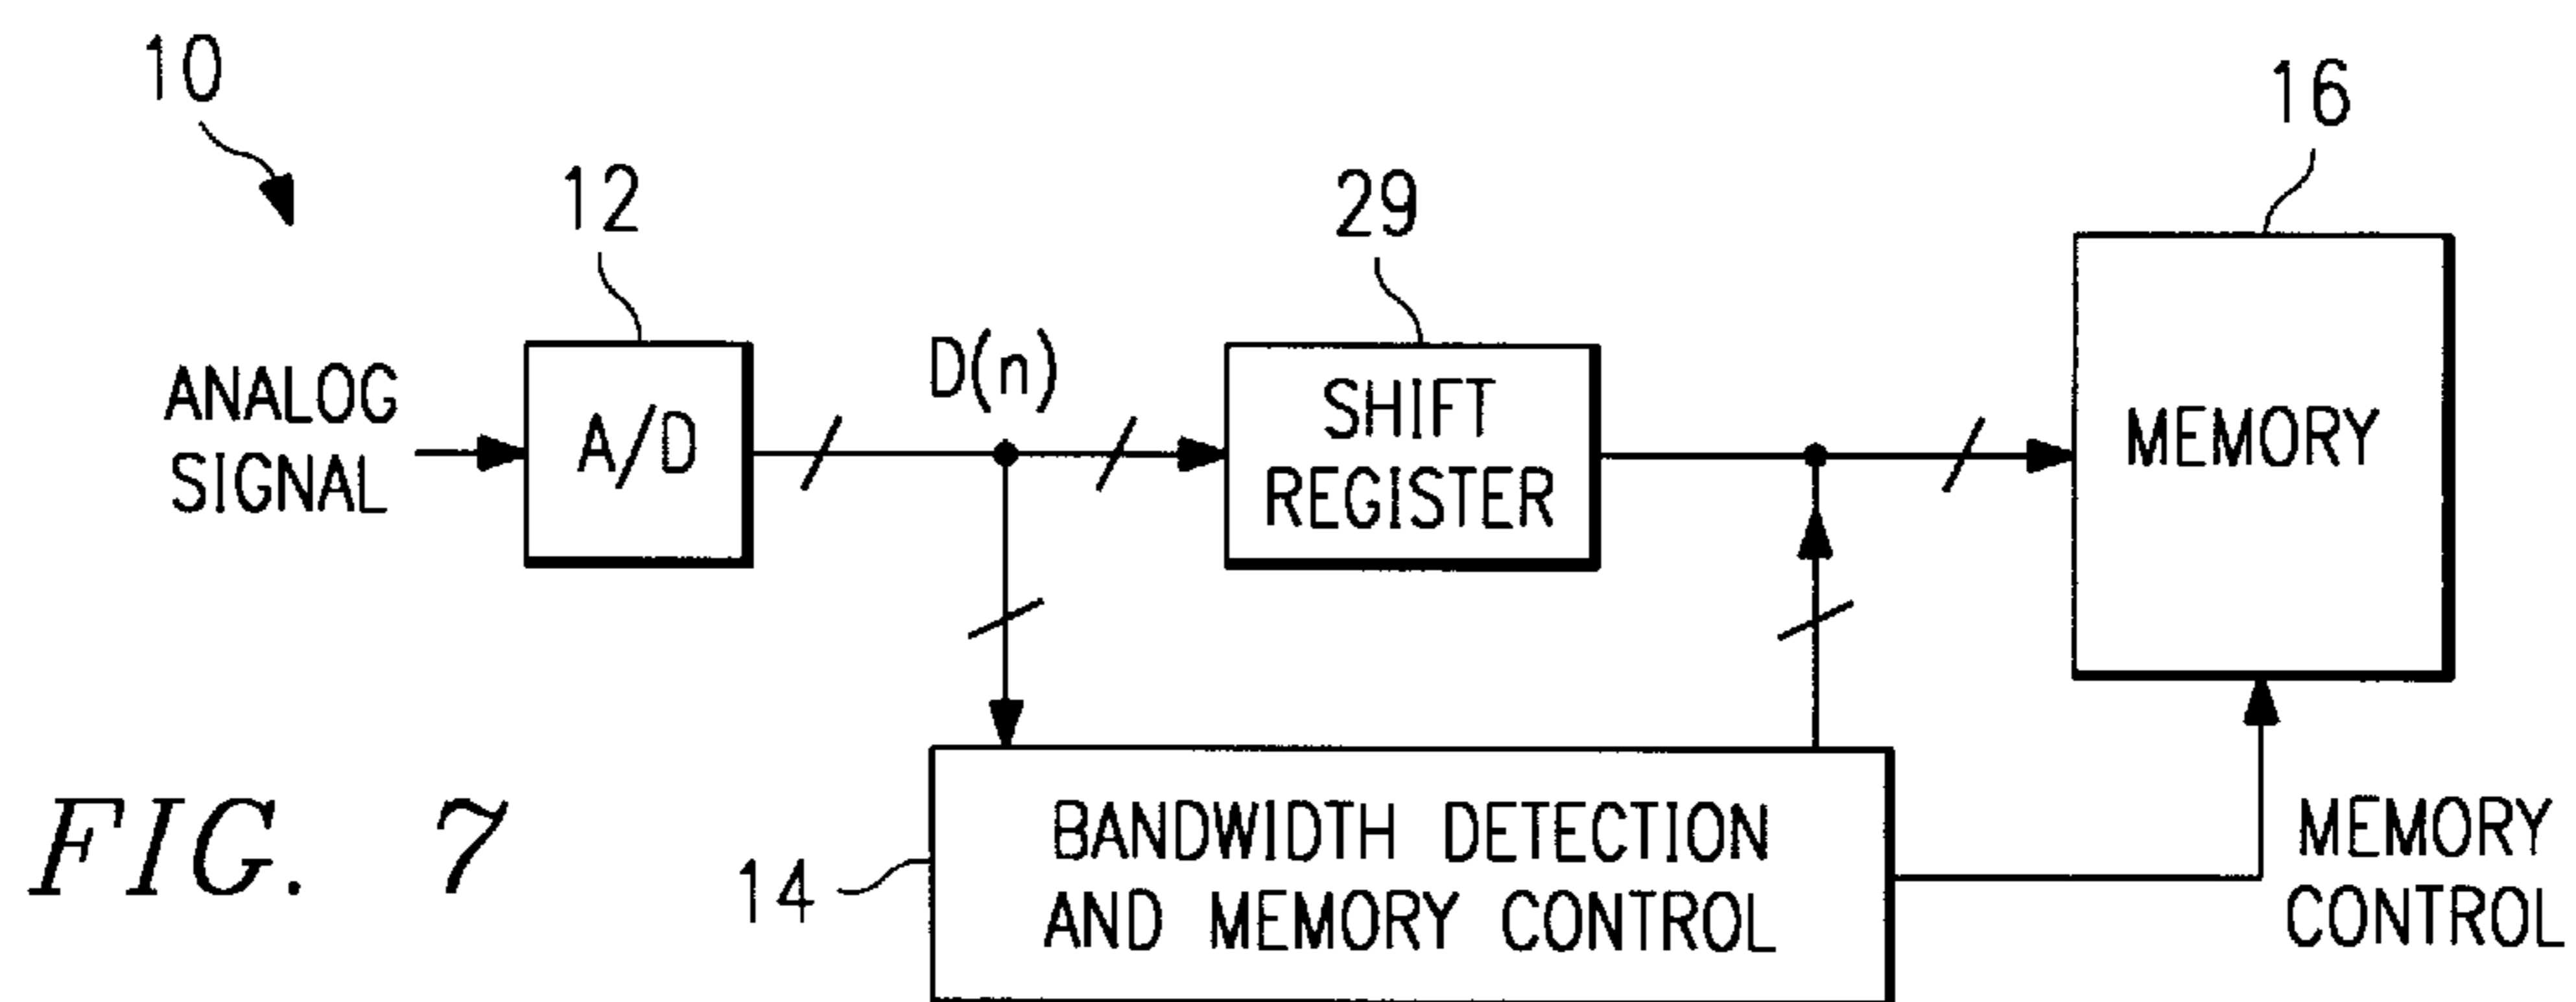 10
12
29
16
ANALOG
SIGNAL
A/D
D(n)
SHIFT
REGISTER
MEMORY
14
BANDWIDTH DETECTION
AND MEMORY CONTROL
MEMORY
CONTROL
FIG. 7